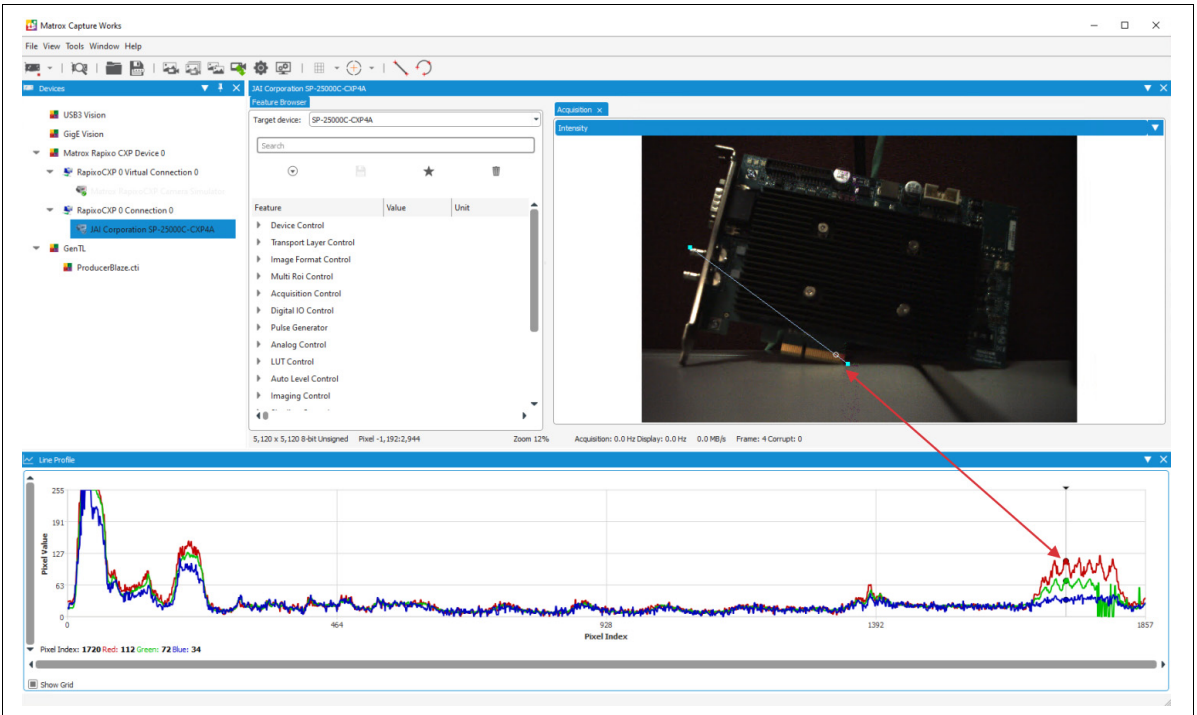 Matrox Capture Works
File View Tools Window Help
Devices
USB3 Vision
GigE Vision
Matrox Rapixo CXP Device 0
RapixoCXP 0 Virtual Connection 0
Matrox RapixoCXP Camera Simulator
RapixoCXP 0 Connection 0
JAI Corporation SP-25000C-CXP4A
GenTL
ProducerBlaze.cti
JAI Corporation SP-25000C-CXP4A
Feature Browser
Target device: SP-25000C-CXP4A
Search
Feature Value Unit
Device Control
Transport Layer Control
Image Format Control
Multi Roi Control
Acquisition Control
Digital IO Control
Pulse Generator
Analog Control
LUT Control
Auto Level Control
Imaging Control
Acquisition
Intensity
5,120 x 5,120 8-bit Unsigned Pixel -1,192:2,944 Zoom 12% Acquisition: 0.0 Hz Display: 0.0 Hz 0.0 MB/s Frame: 4 Corrupt: 0
Line Profile
255
191
127
63
0
Pixel Value
0 464 928 1392 1857
Pixel Index
Pixel Index: 1720 Red: 112 Green: 72 Blue: 34
Show Grid